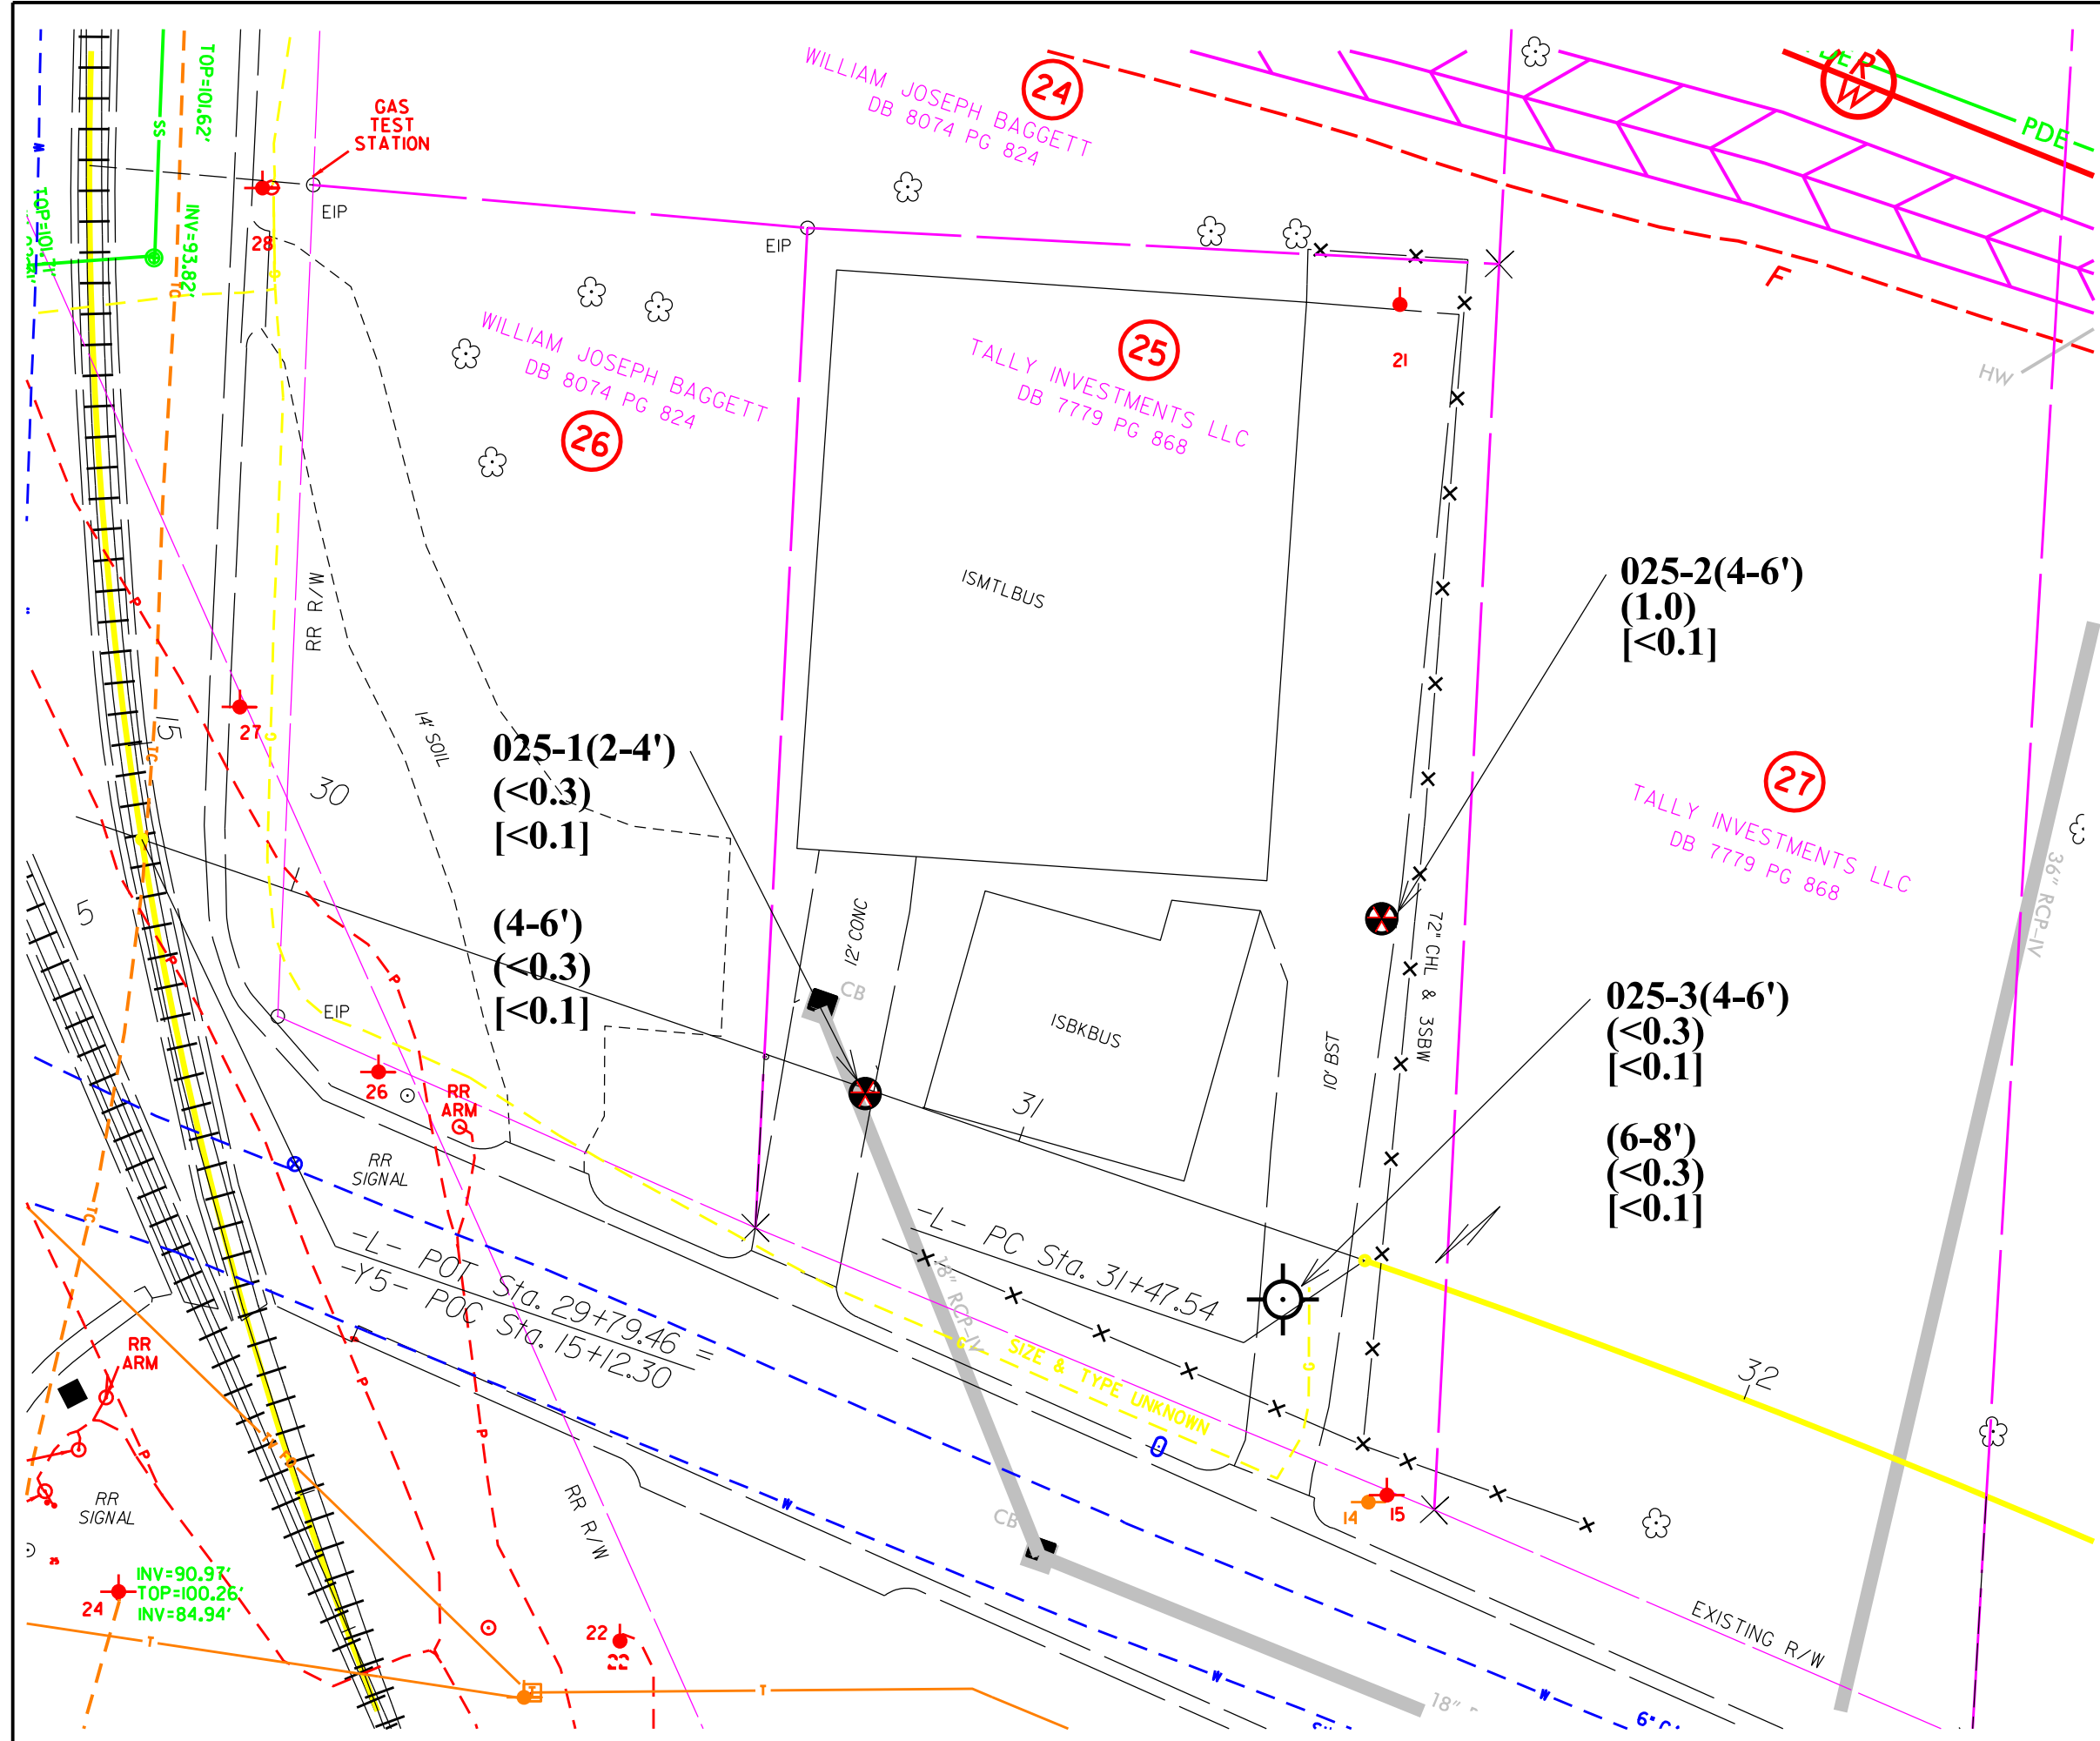 TOP=101.62'
SS
W
GAS
TEST
STATION
WILLIAM JOSEPH BAGGETT
DB 8074 PG 824
24
R
W
PDE
EIP
28
INV=93.82'
TC
EIP
WILLIAM JOSEPH BAGGETT
DB 8074 PG 824
26
TALLY INVESTMENTS LLC
DB 7779 PG 868
25
21
F
HW
ISMTLBUS
025-2(4-6')
(1.0)
[<0.1]
P
RR R/W
15
TC
27
G
14' SOIL
30
025-1(2-4')
(<0.3)
[<0.1]
(4-6')
(<0.3)
[<0.1]
27
TALLY INVESTMENTS LLC
DB 7779 PG 868
36" RCP-IV
5
12' CONC
CB
72" CHL & 3SBW
ISBKBUS
10' BST
025-3(4-6')
(<0.3)
[<0.1]
(6-8')
(<0.3)
[<0.1]
P
P
EIP
26
RR
ARM
RR
SIGNAL
31
TC
-L- POT Sta. 29+79.46 =
-Y5- POC Sta. 15+12.30
-L- PC Sta. 31+47.54
18" RCP-IV
G
SIZE & TYPE UNKNOWN
G
32
RR
ARM
P
P
P
RR
SIGNAL
RR R/W
W
CB
14
15
INV=90.97'
TOP=100.26'
INV=84.94'
24
22
T
T
T
W
W
18"
EXISTING R/W